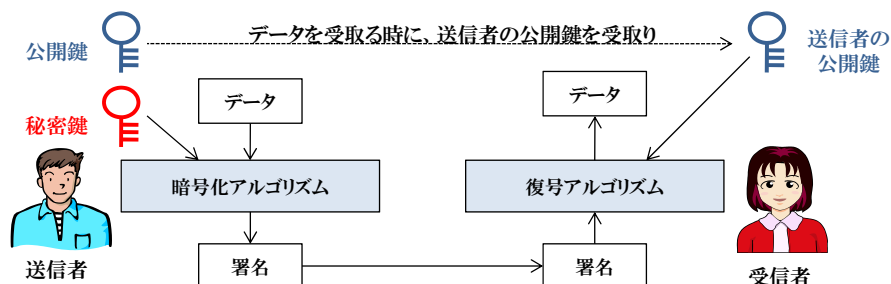 データを受取る時に、送信者の公開鍵を受取り
公開鍵
送信者の
公開鍵
秘密鍵
データ
データ
暗号化アルゴリズム
復号アルゴリズム
署名
署名
送信者
受信者